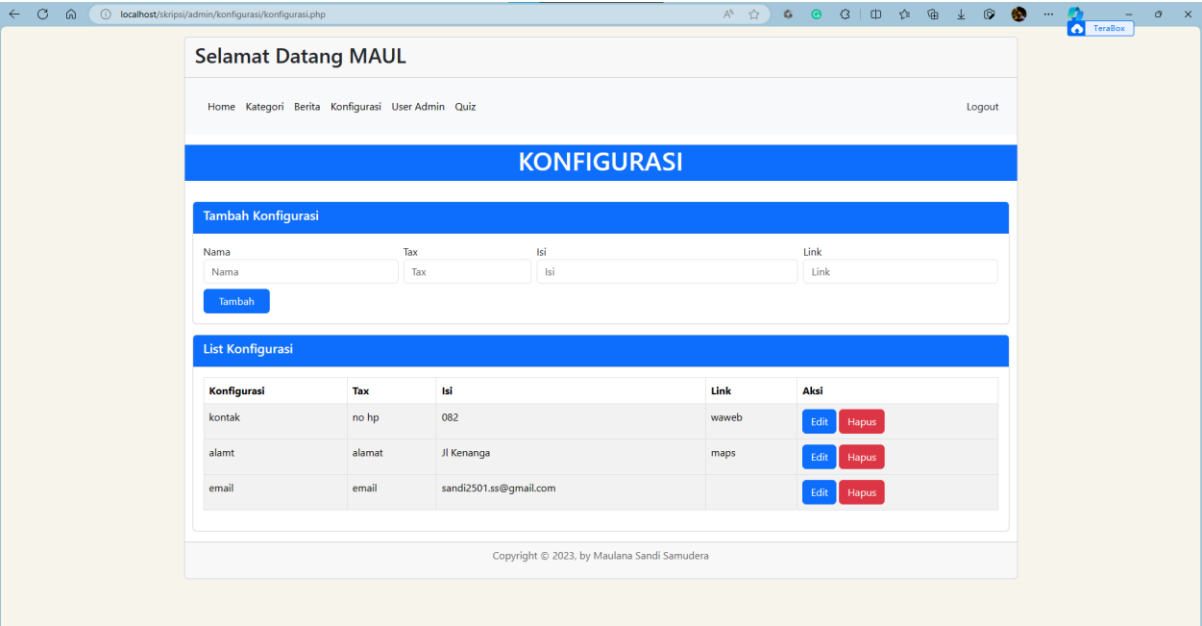 localhost/skripsi/admin/konfigurasi/konfigurasi.php
TeraBox
Selamat Datang MAUL
Home Kategori Berita Konfigurasi User Admin Quiz Logout
KONFIGURASI
Tambah Konfigurasi
Nama Tax Isi Link
Nama Tax Isi Link
Tambah
List Konfigurasi
Konfigurasi Tax Isi Link Aksi
kontak no hp 082 waweb Edit Hapus
alamt alamat Jl Kenanga maps Edit Hapus
email email sandi2501.ss@gmail.com Edit Hapus
Copyright © 2023, by Maulana Sandi Samudera